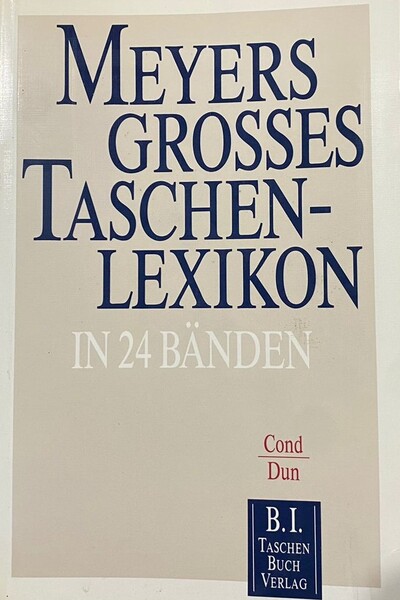 MEYERS
GROSSES
TASCHEN-
LEXIKON
IN 24 BÄNDEN
Cond
Dun
B.I.
TASCHEN
BUCH
VERLAG